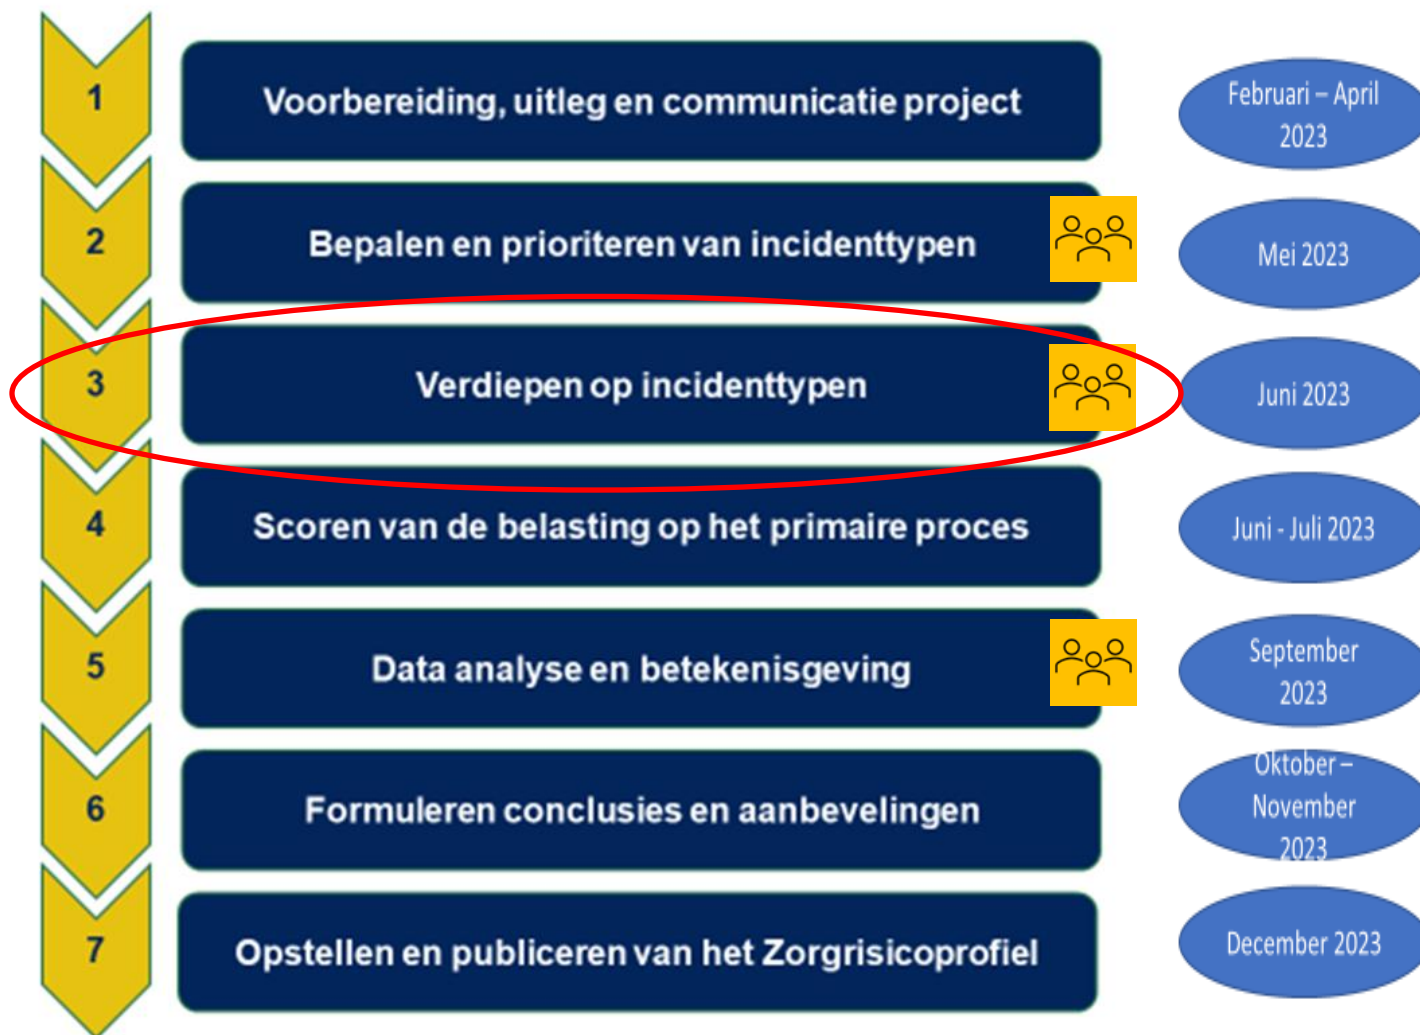 1
Voorbereiding, uitleg en communicatie project
Februari – April
2023
2
Bepalen en prioriteren van incidenttypen
Mei 2023
3
Verdiepen op incidenttypen
Juni 2023
4
Scoren van de belasting op het primaire proces
Juni - Juli 2023
5
Data analyse en betekenisgeving
September
2023
6
Formuleren conclusies en aanbevelingen
Oktober –
November
2023
7
Opstellen en publiceren van het Zorgrisicoprofiel
December 2023